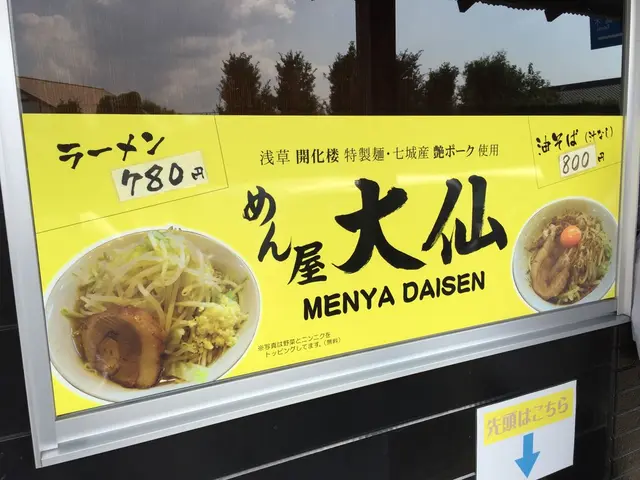 ラーメン
780円
浅草 開化楼 特製麺・七城産 艶ポーク 使用
油そば (汁なし)
800円
めん屋 大仙
MENYA DAISEN
※写真は野菜とニンニクを
トッピングしてます。(無料)
先頭はこちら